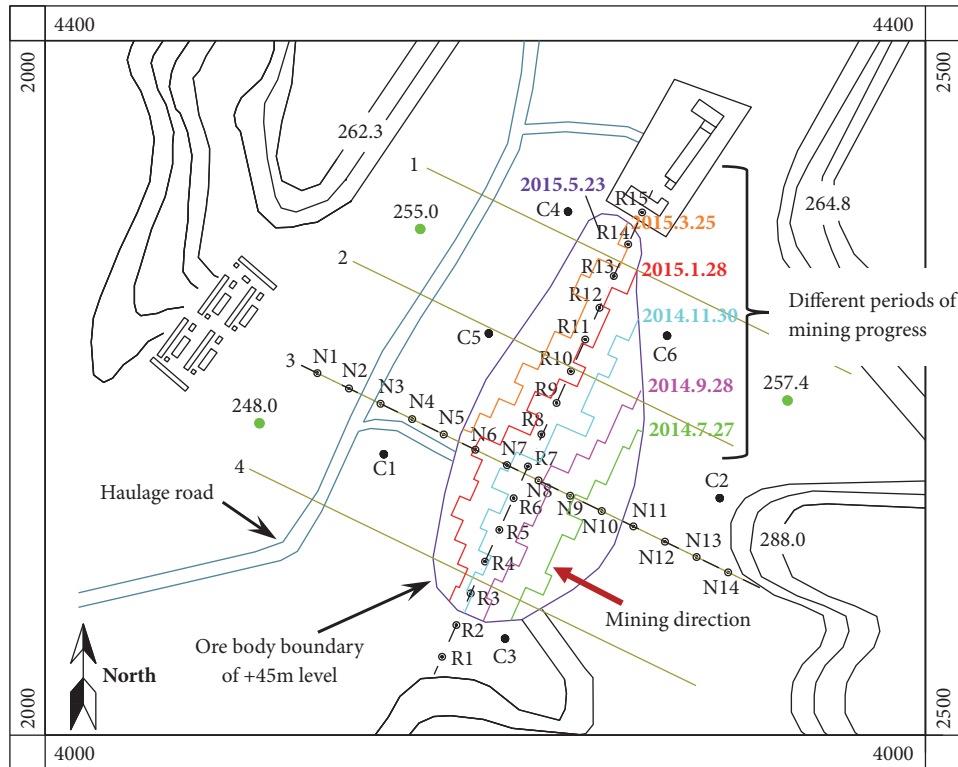 4400
4400
2000
2500
262.3
1
2015.5.23
R15
C4
255.0
2015.3.25
R14
264.8
2
R13
2015.1.28
R12
Different periods of
mining progress
2014.11.30
R11
C5
C6
3
N1
R10
N2
2014.9.28
R9
257.4
N3
248.0
N4
R8
2014.7.27
N5
N6
N7
R7
C1
4
N8
C2
Haulage road
R6
N9
N10
N11
R5
288.0
N12
N13
R4
N14
R3
Mining direction
R2
C3
Ore body boundary
of +45m level
R1
North
2000
2500
4000
4000